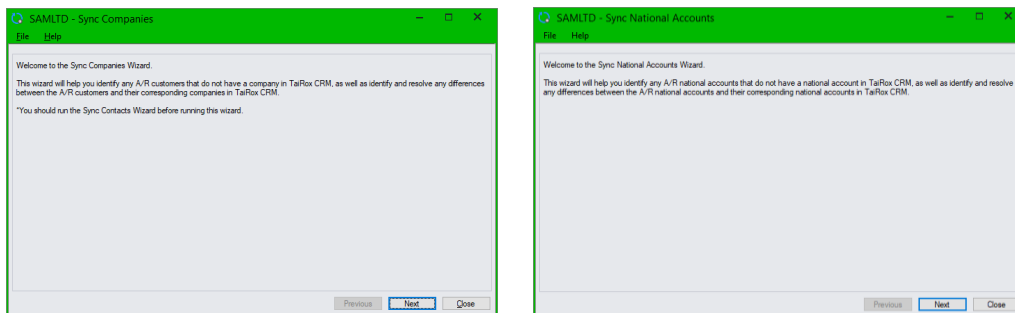 SAMLTD - Sync Companies
File Help
Welcome to the Sync Companies Wizard.
This wizard will help you identify any A/R customers that do not have a company in TaiRox CRM, as well as identify and resolve any differences
between the A/R customers and their corresponding companies in TaiRox CRM.
*You should run the Sync Contacts Wizard before running this wizard.
Previous Next Close
SAMLTD - Sync National Accounts
File Help
Welcome to the Sync National Accounts Wizard.
This wizard will help you identify any A/R national accounts that do not have a national account in TaiRox CRM, as well as identify and resolve
any differences between the A/R national accounts and their corresponding national accounts in TaiRox CRM.
Previous Next Close